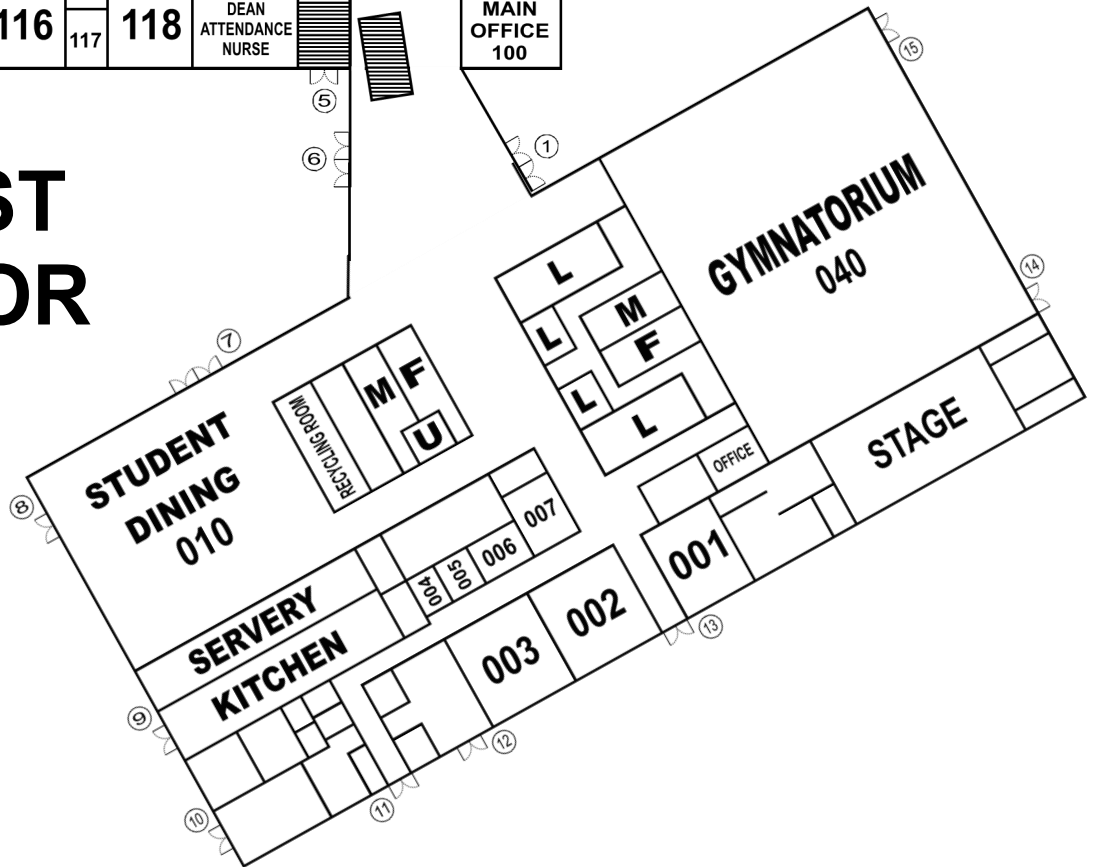 116
117
118
DEAN
ATTENDANCE
NURSE
MAIN
OFFICE
100
5
6
1
15
14
ST
OR
GYMNATORIUM
040
L
L
M
F
L
L
OFFICE
STAGE
7
8
STUDENT
DINING
010
RECYCLING ROOM
M
F
U
007
006
005
004
001
002
003
SERVERY
KITCHEN
9
10
11
12
13